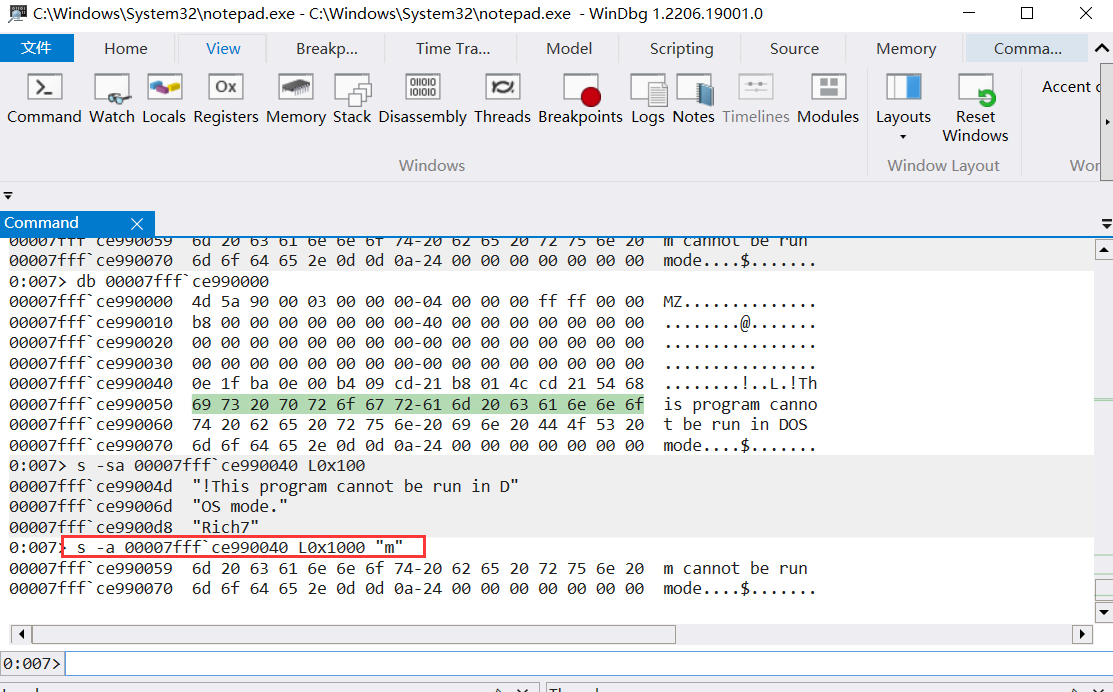 C:\Windows\System32\notepad.exe - C:\Windows\System32\notepad.exe - WinDbg 1.2206.19001.0
文件 Home View Breakp... Time Tra... Model Scripting Source Memory Comma...
Command Watch Locals Registers Memory Stack Disassembly Threads Breakpoints Logs Notes Timelines Modules Layouts Reset Windows Accent
Windows Window Layout
Command
00007fff`ce990059 6d 20 63 61 6e 6e 6f 74-20 62 65 20 72 75 6e 20 m cannot be run
00007fff`ce990070 6d 6f 64 65 2e 0d 0d 0a-24 00 00 00 00 00 00 00 mode....$.......
0:007> db 00007fff`ce990000
00007fff`ce990000 4d 5a 90 00 03 00 00 00-04 00 00 00 ff ff 00 00 MZ..............
00007fff`ce990010 b8 00 00 00 00 00 00 00-40 00 00 00 00 00 00 00 ........@.......
00007fff`ce990020 00 00 00 00 00 00 00 00-00 00 00 00 00 00 00 00 ................
00007fff`ce990030 00 00 00 00 00 00 00 00-00 00 00 00 00 00 00 00 ................
00007fff`ce990040 0e 1f ba 0e 00 b4 09 cd-21 b8 01 4c cd 21 54 68 ........!..L.!Th
00007fff`ce990050 69 73 20 70 72 6f 67 72-61 6d 20 63 61 6e 6e 6f is program canno
00007fff`ce990060 74 20 62 65 20 72 75 6e-20 69 6e 20 44 4f 53 20 t be run in DOS
00007fff`ce990070 6d 6f 64 65 2e 0d 0d 0a-24 00 00 00 00 00 00 00 mode....$.......
0:007> s -sa 00007fff`ce990040 L0x100
00007fff`ce99004d "!This program cannot be run in D"
00007fff`ce99006d "OS mode."
00007fff`ce9900d8 "Rich7"
0:007> s -a 00007fff`ce990040 L0x1000 "m"
00007fff`ce990059 6d 20 63 61 6e 6e 6f 74-20 62 65 20 72 75 6e 20 m cannot be run
00007fff`ce990070 6d 6f 64 65 2e 0d 0d 0a-24 00 00 00 00 00 00 00 mode....$.......
0:007>